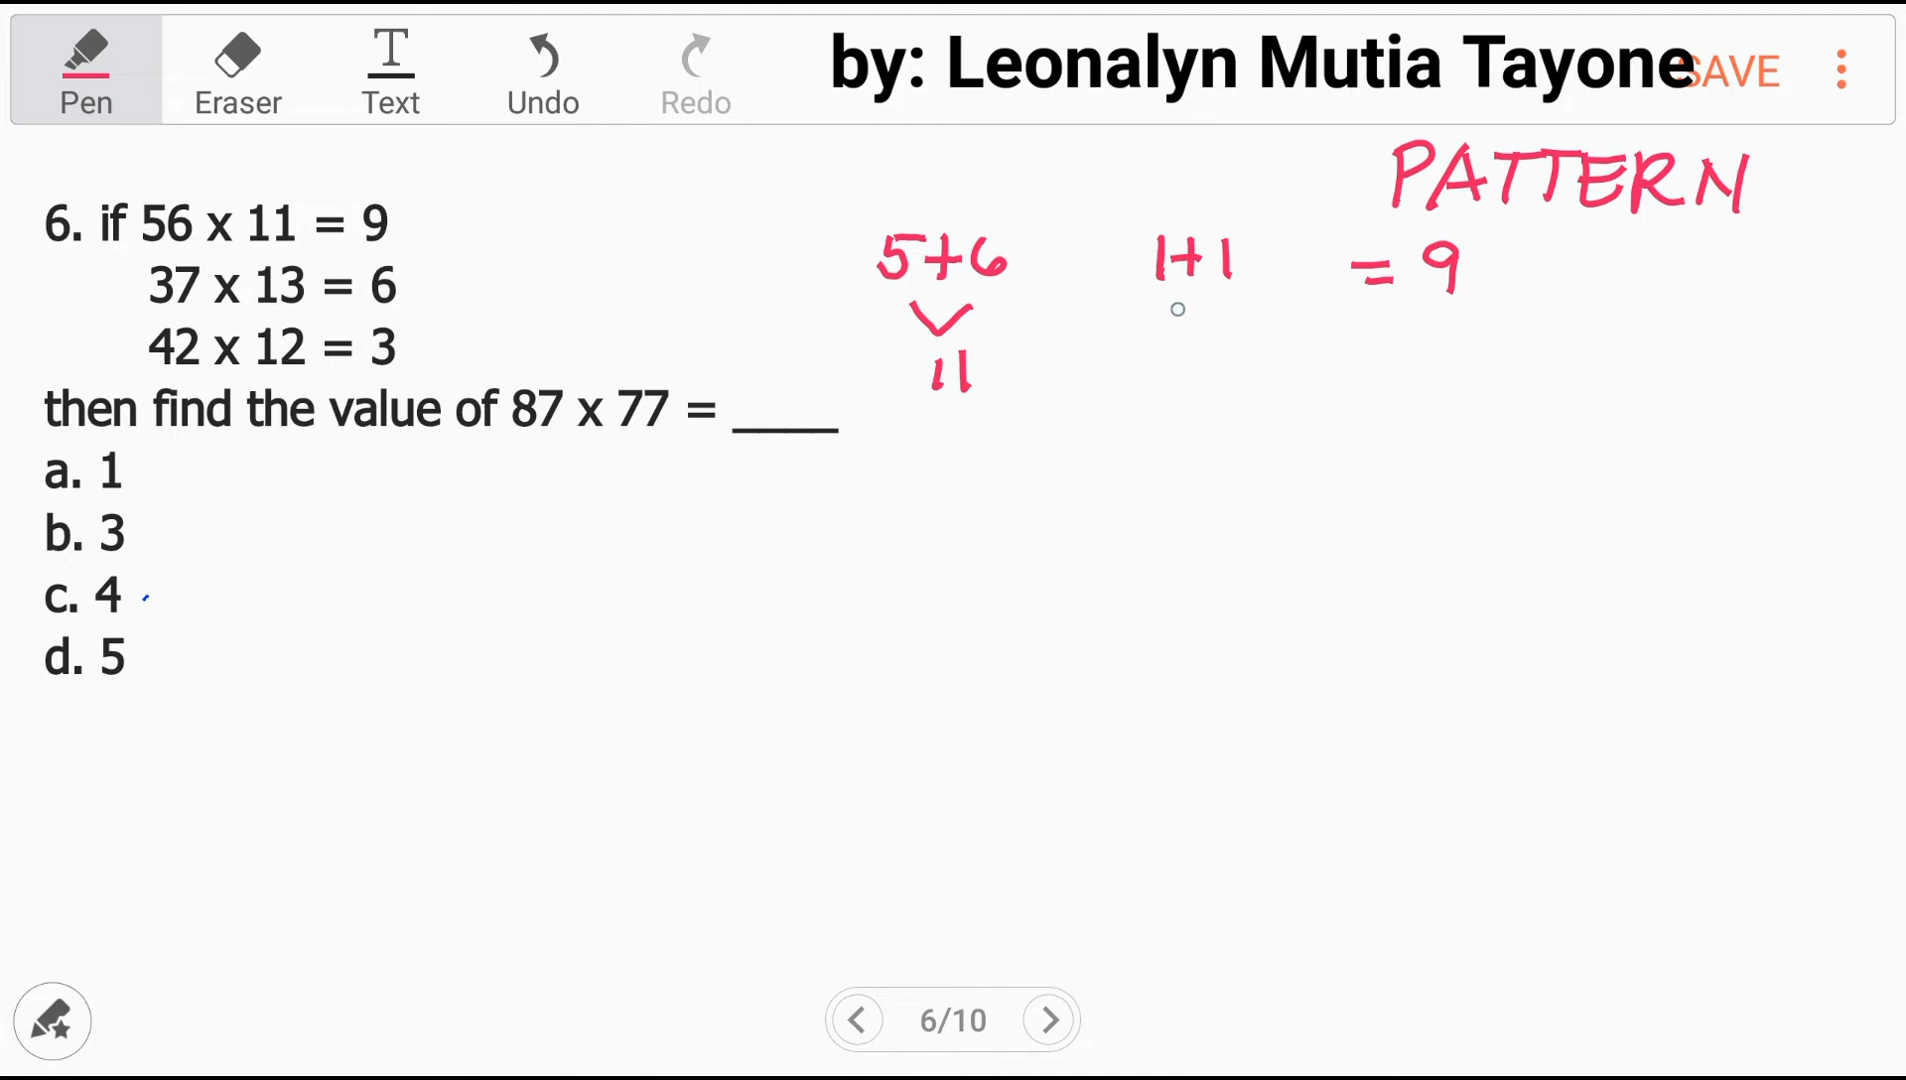 Pen
Eraser
Text
Undo
Redo
by: Leonalyn Mutia Tayone
SAVE
PATTERN
6. if 56 x 11 = 9
37 x 13 = 6
42 x 12 = 3
then find the value of 87 x 77 = ____
a. 1
b. 3
c. 4
d. 5
5+6 1+1 = 9
11
6/10